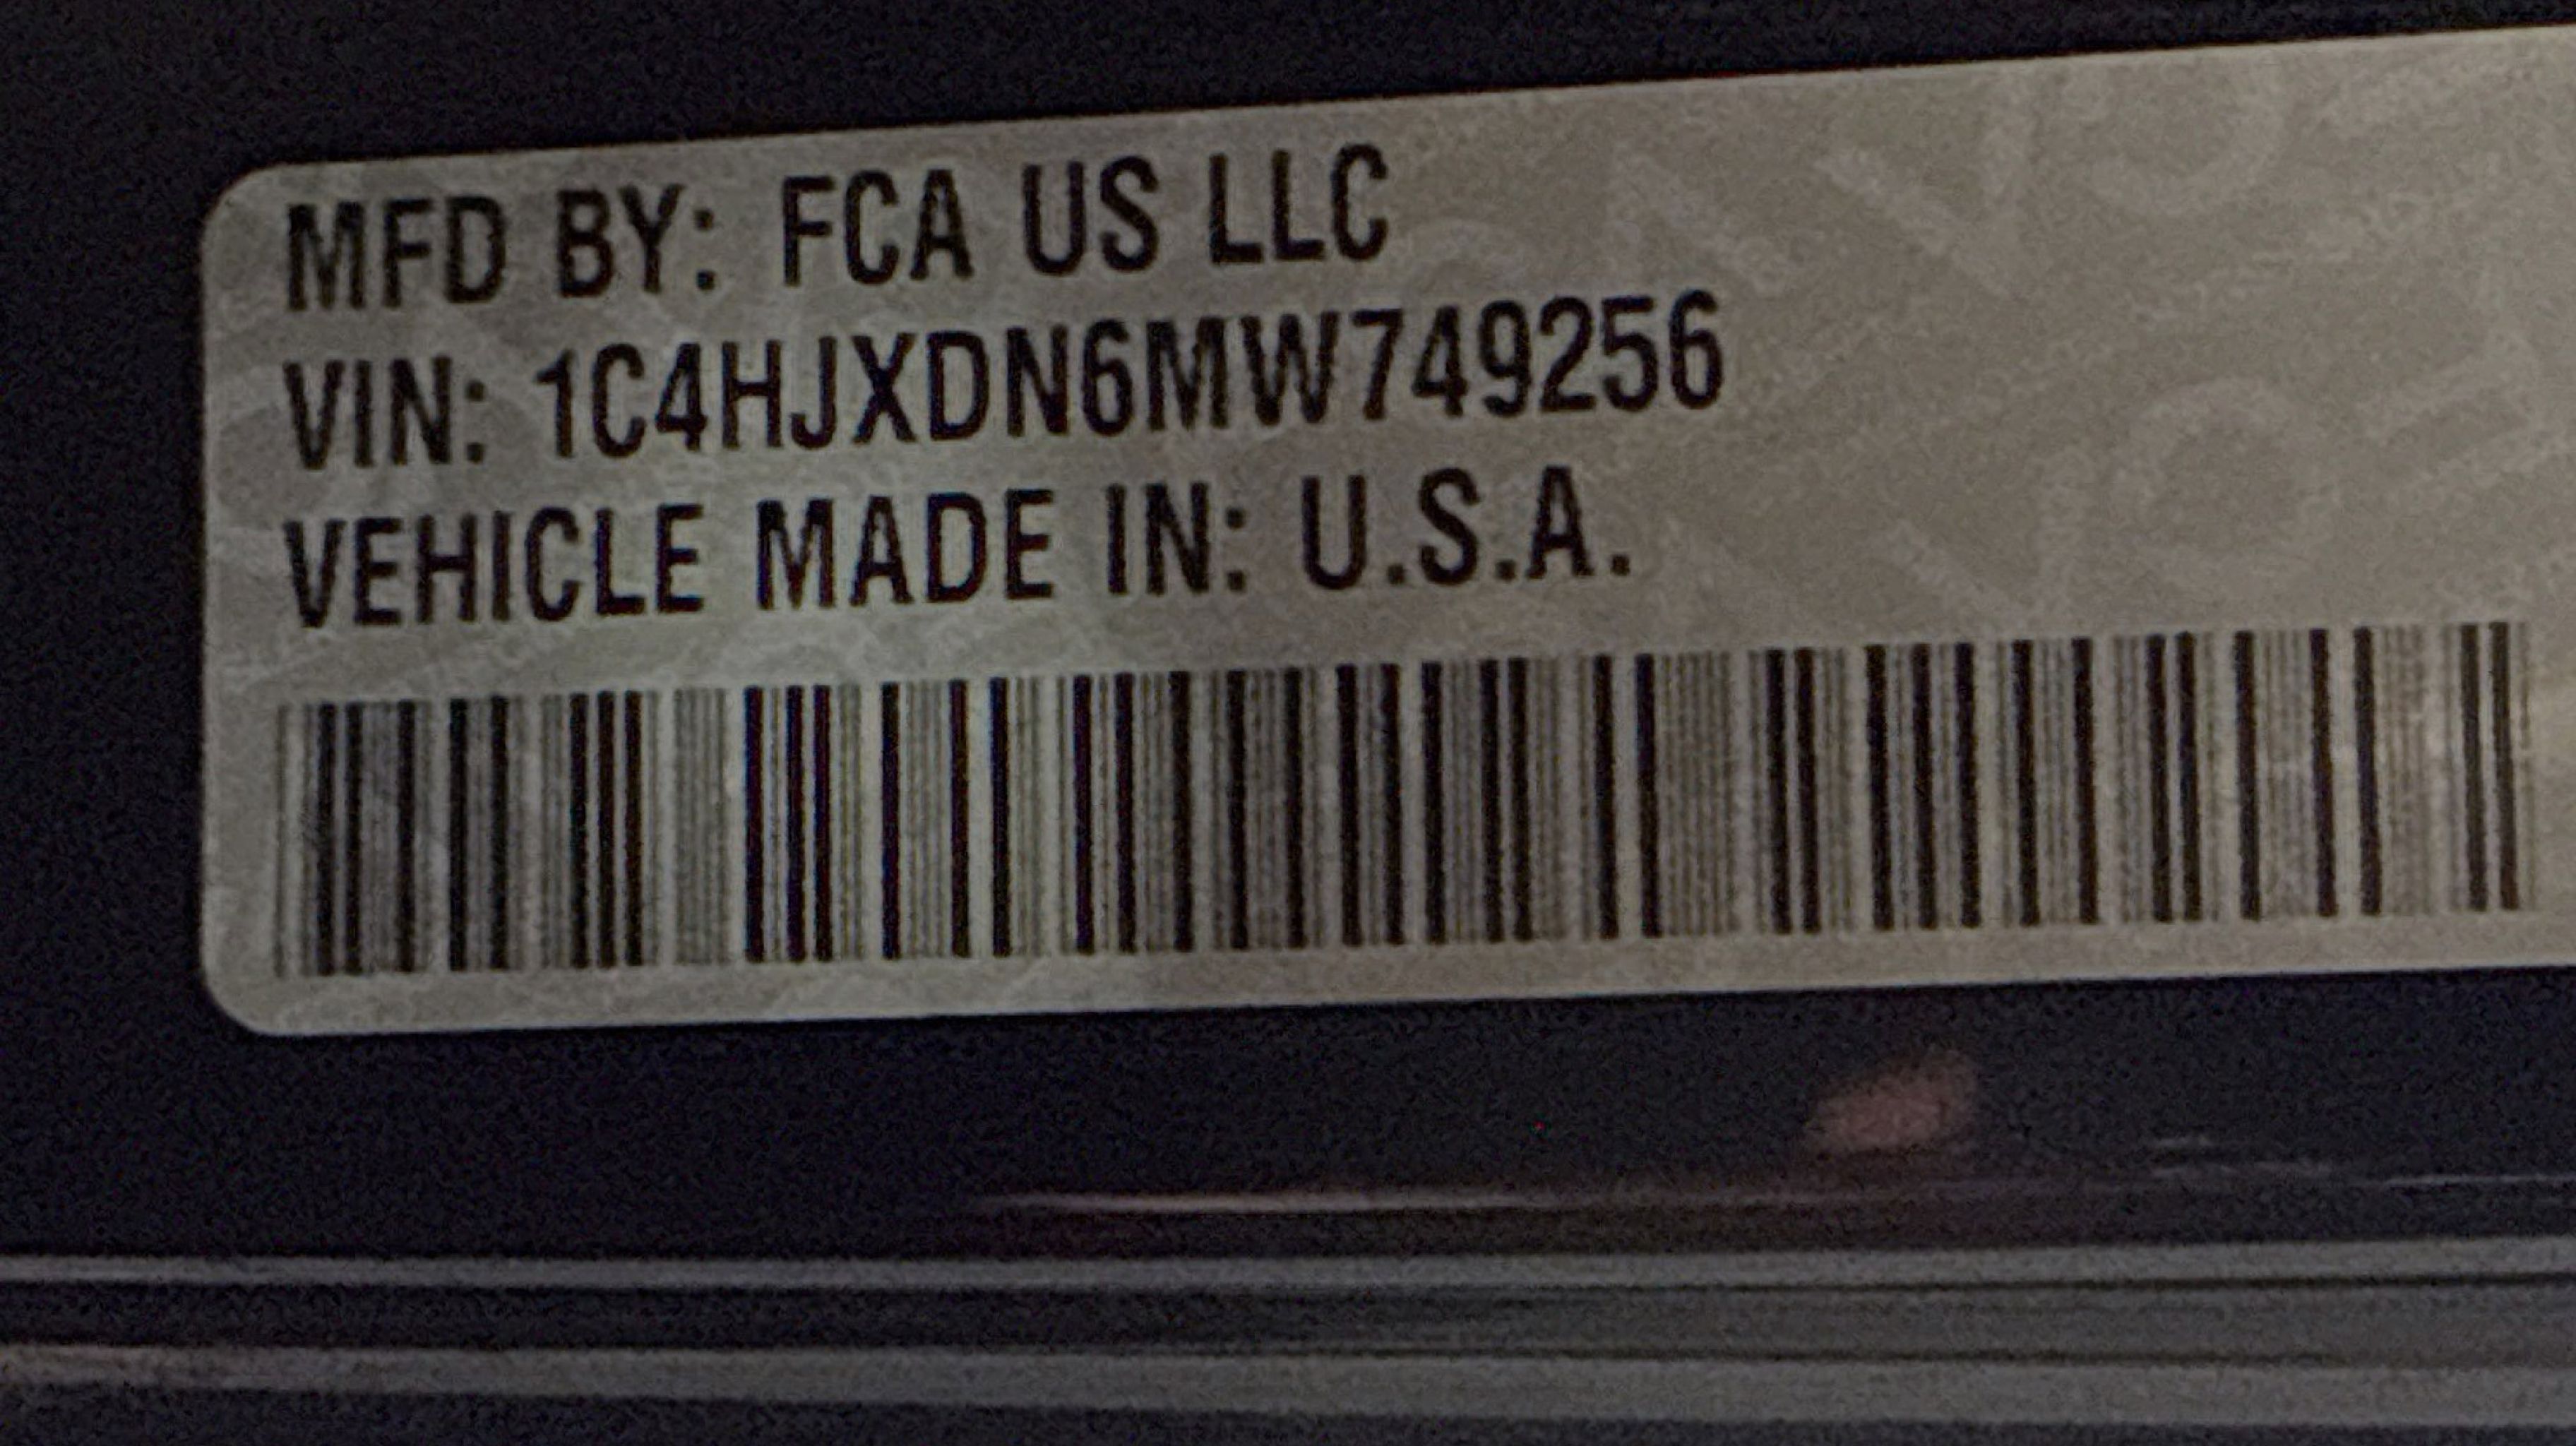 MFD BY: FCA US LLC
VIN: 1C4HJXDN6MW749256
VEHICLE MADE IN: U.S.A.